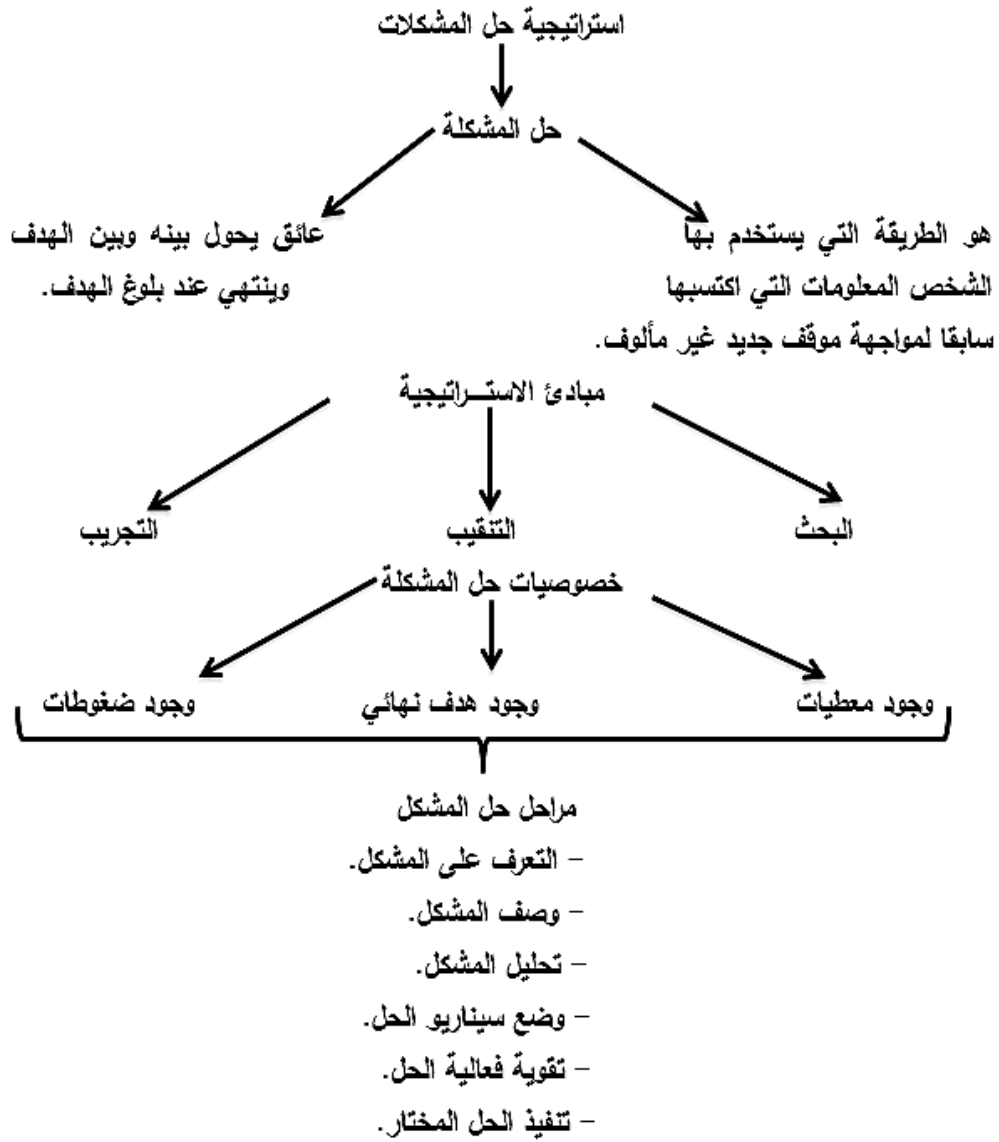 استراتيجية حل المشكلات
حل المشكلة
هو الطريقة التي يستخدم بها
الشخص المعلومات التي اكتسبها
سابقا لمواجهة موقف جديد غير مألوف.
عائق يحول بينه وبين الهدف
وينتهي عند بلوغ الهدف.
مبادئ الاستـــراتيجية
البحث
التنقيب
التجريب
خصوصيات حل المشكلة
وجود معطيات
وجود هدف نهائي
وجود ضغوطات
مراحل حل المشكل
– التعرف على المشكل.
– وصف المشكل.
– تحليل المشكل.
– وضع سيناريو الحل.
– تقوية فعالية الحل.
– تنفيذ الحل المختار.